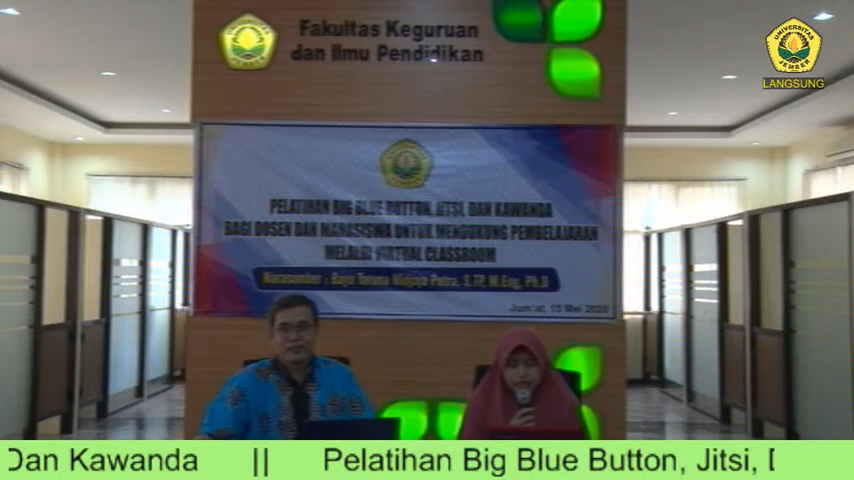 Fakultas Keguruan
dan Ilmu Pendidikan
UNIVERSITAS
JEMBER
LANGSUNG
PELATIHAN BIG BLUE BUTTON, JITSI, DAN KAWANDA
BAGI DOSEN DAN MAHASISWA UNTUK MENDUKUNG PEMBELAJARAN
MELALUI VIRTUAL CLASSROOM
Narasumber : Bayu Taruna Widjaja Putra, S.TP, M.Eng, Ph.D
Jum'at, 15 Mei 2020
Dan Kawanda || Pelatihan Big Blue Button, Jitsi, D